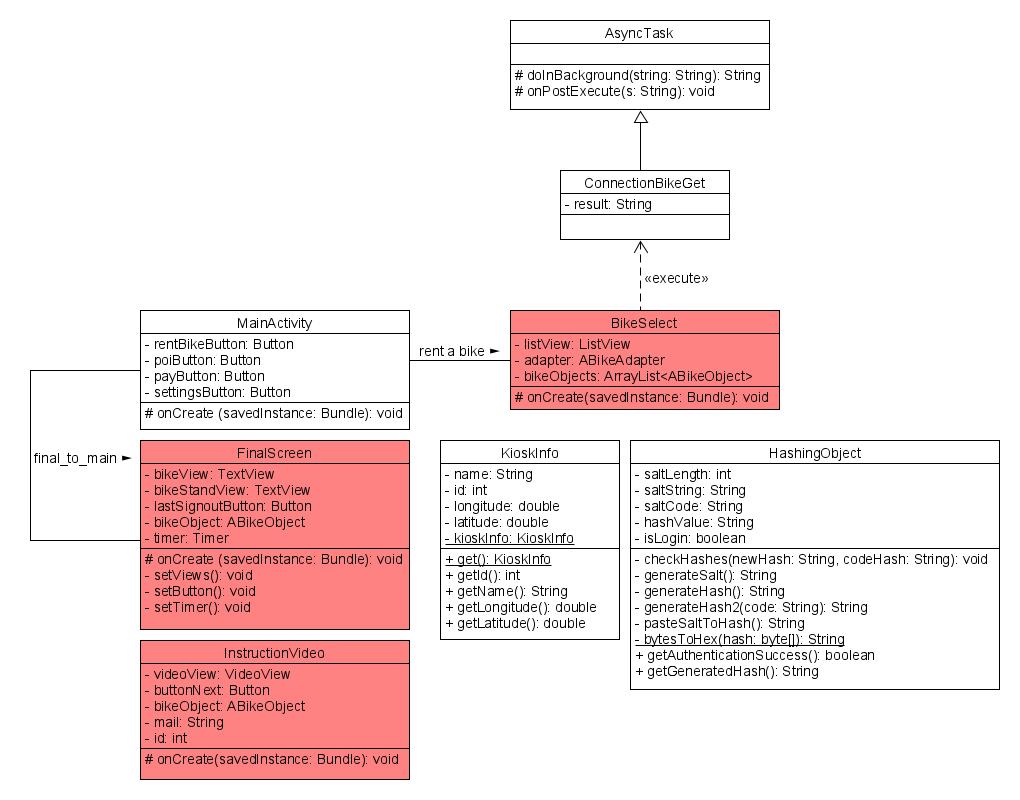 AsyncTask
# doInBackground(string: String): String
# onPostExecute(s: String): void
ConnectionBikeGet
- result: String
«execute»
MainActivity
- rentBikeButton: Button
- poiButton: Button
- payButton: Button
- settingsButton: Button
# onCreate (savedInstance: Bundle): void
rent a bike ►
BikeSelect
- listView: ListView
- adapter: ABikeAdapter
- bikeObjects: ArrayList<ABikeObject>
# onCreate(savedInstance: Bundle): void
final_to_main ►
FinalScreen
- bikeView: TextView
- bikeStandView: TextView
- lastSignoutButton: Button
- bikeObject: ABikeObject
- timer: Timer
# onCreate(savedInstance: Bundle): void
- setViews(): void
- setButton(): void
- setTimer(): void
KioskInfo
- name: String
- id: int
- longitude: double
- latitude: double
- kioskInfo: KioskInfo
+ get(): KioskInfo
+ getId(): int
+ getName(): String
+ getLongitude(): double
+ getLatitude(): double
HashingObject
- saltLength: int
- saltString: String
- saltCode: String
- hashValue: String
- isLogin: boolean
- checkHashes(newHash: String, codeHash: String): void
- generateSalt(): String
- generateHash(): String
- generateHash2(code: String): String
- pasteSaltToHash(): String
- bytesToHex(hash: byte[]): String
+ getAuthenticationSuccess(): boolean
+ getGeneratedHash(): String
InstructionVideo
- videoView: VideoView
- buttonNext: Button
- bikeObject: ABikeObject
- mail: String
- id: int
# onCreate(savedInstance: Bundle): void